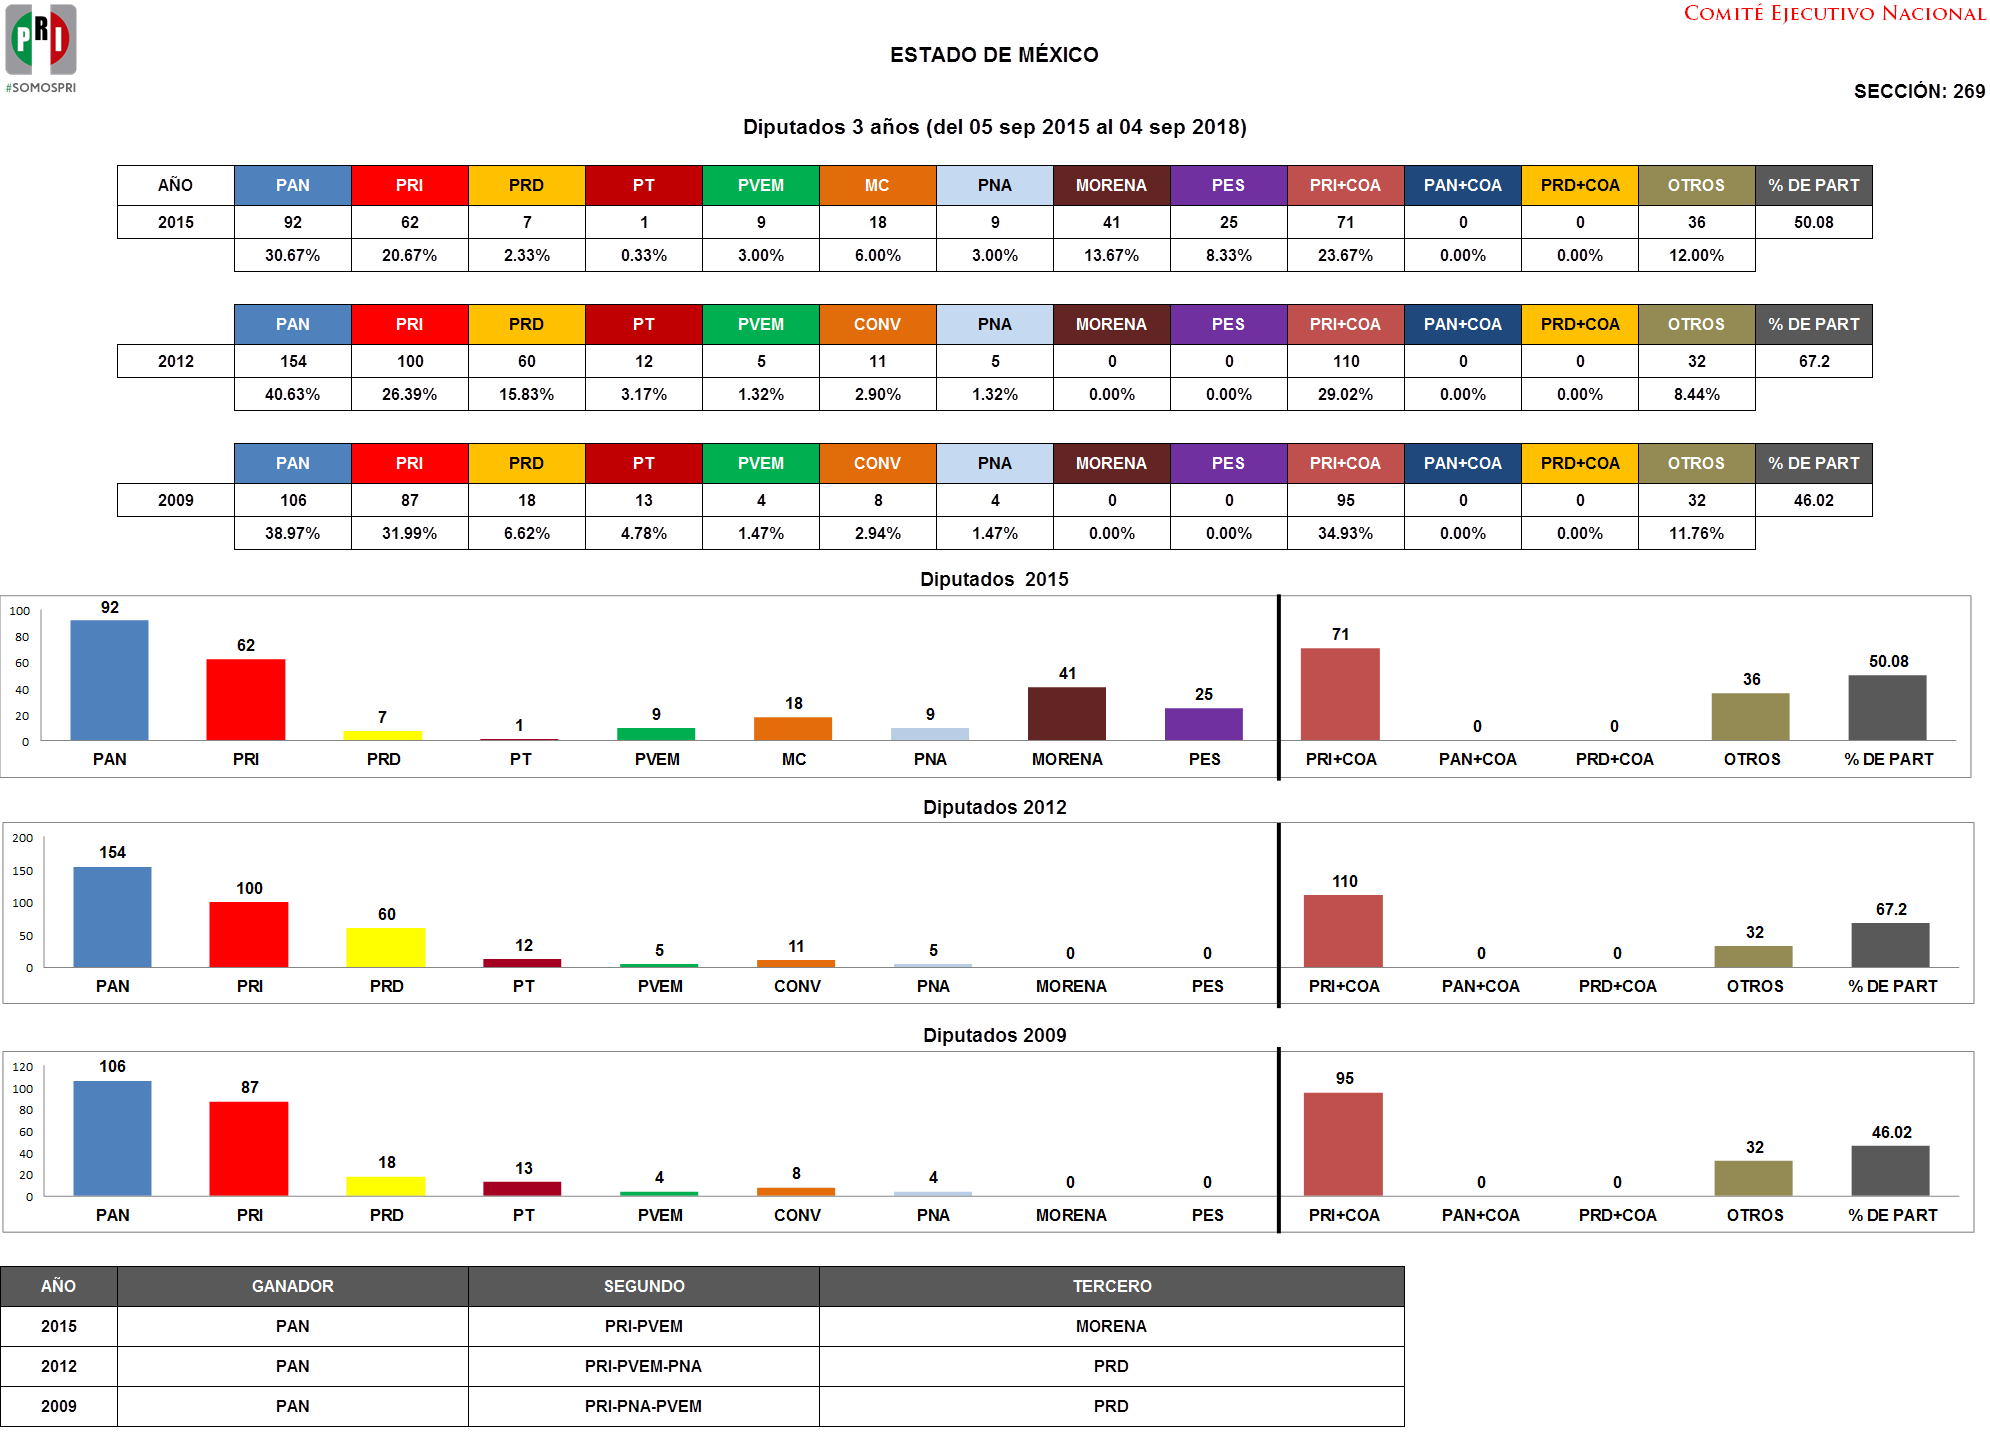 PRI
#SOMOSPRI
COMITÉ EJECUTIVO NACIONAL
ESTADO DE MÉXICO
SECCIÓN: 269
Diputados 3 años (del 05 sep 2015 al 04 sep 2018)
AÑO PAN PRI PRD PT PVEM MC PNA MORENA PES PRI+COA PAN+COA PRD+COA OTROS % DE PART
2015 92 62 7 1 9 18 9 41 25 71 0 0 36 50.08
30.67% 20.67% 2.33% 0.33% 3.00% 6.00% 3.00% 13.67% 8.33% 23.67% 0.00% 0.00% 12.00%
PAN PRI PRD PT PVEM CONV PNA MORENA PES PRI+COA PAN+COA PRD+COA OTROS % DE PART
2012 154 100 60 12 5 11 5 0 0 110 0 0 32 67.2
40.63% 26.39% 15.83% 3.17% 1.32% 2.90% 1.32% 0.00% 0.00% 29.02% 0.00% 0.00% 8.44%
PAN PRI PRD PT PVEM CONV PNA MORENA PES PRI+COA PAN+COA PRD+COA OTROS % DE PART
2009 106 87 18 13 4 8 4 0 0 95 0 0 32 46.02
38.97% 31.99% 6.62% 4.78% 1.47% 2.94% 1.47% 0.00% 0.00% 34.93% 0.00% 0.00% 11.76%
Diputados 2015
100
80
60
40
20
0
92 62 7 1 9 18 9 41 25 71 0 0 36 50.08
PAN PRI PRD PT PVEM MC PNA MORENA PES PRI+COA PAN+COA PRD+COA OTROS % DE PART
Diputados 2012
200
150
100
50
0
154 100 60 12 5 11 5 0 0 110 0 0 32 67.2
PAN PRI PRD PT PVEM CONV PNA MORENA PES PRI+COA PAN+COA PRD+COA OTROS % DE PART
Diputados 2009
120
100
80
60
40
20
0
106 87 18 13 4 8 4 0 0 95 0 0 32 46.02
PAN PRI PRD PT PVEM CONV PNA MORENA PES PRI+COA PAN+COA PRD+COA OTROS % DE PART
AÑO GANADOR SEGUNDO TERCERO
2015 PAN PRI-PVEM MORENA
2012 PAN PRI-PVEM-PNA PRD
2009 PAN PRI-PNA-PVEM PRD